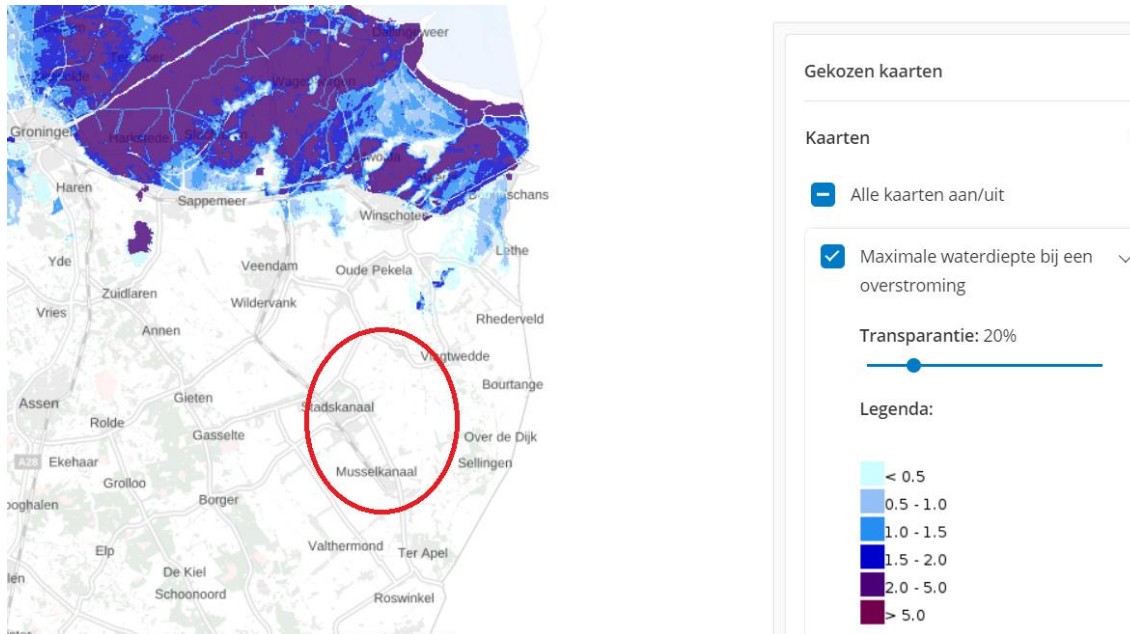 Dallingeweer
Groningen
Harkstede
Haren
Sappemeer
Winschoten
Lethe
Yde
Veendam
Oude Pekela
Zuidlaren
Wildervank
Vries
Annen
Rhederveld
Vlagtwedde
Bourtange
Gieten
Stadskanaal
Assen
Rolde
Gasselte
Over de Dijk
A28
Ekehaar
Musselkanaal
Sellingen
Grolloo
Borger
ooghalen
Elp
Valthermond
Ter Apel
De Kiel
Schoonoord
Roswinkel
Gekozen kaarten
Kaarten
Alle kaarten aan/uit
Maximale waterdiepte bij een
overstroming
Transparantie: 20%
Legenda:
< 0.5
0.5 - 1.0
1.0 - 1.5
1.5 - 2.0
2.0 - 5.0
> 5.0